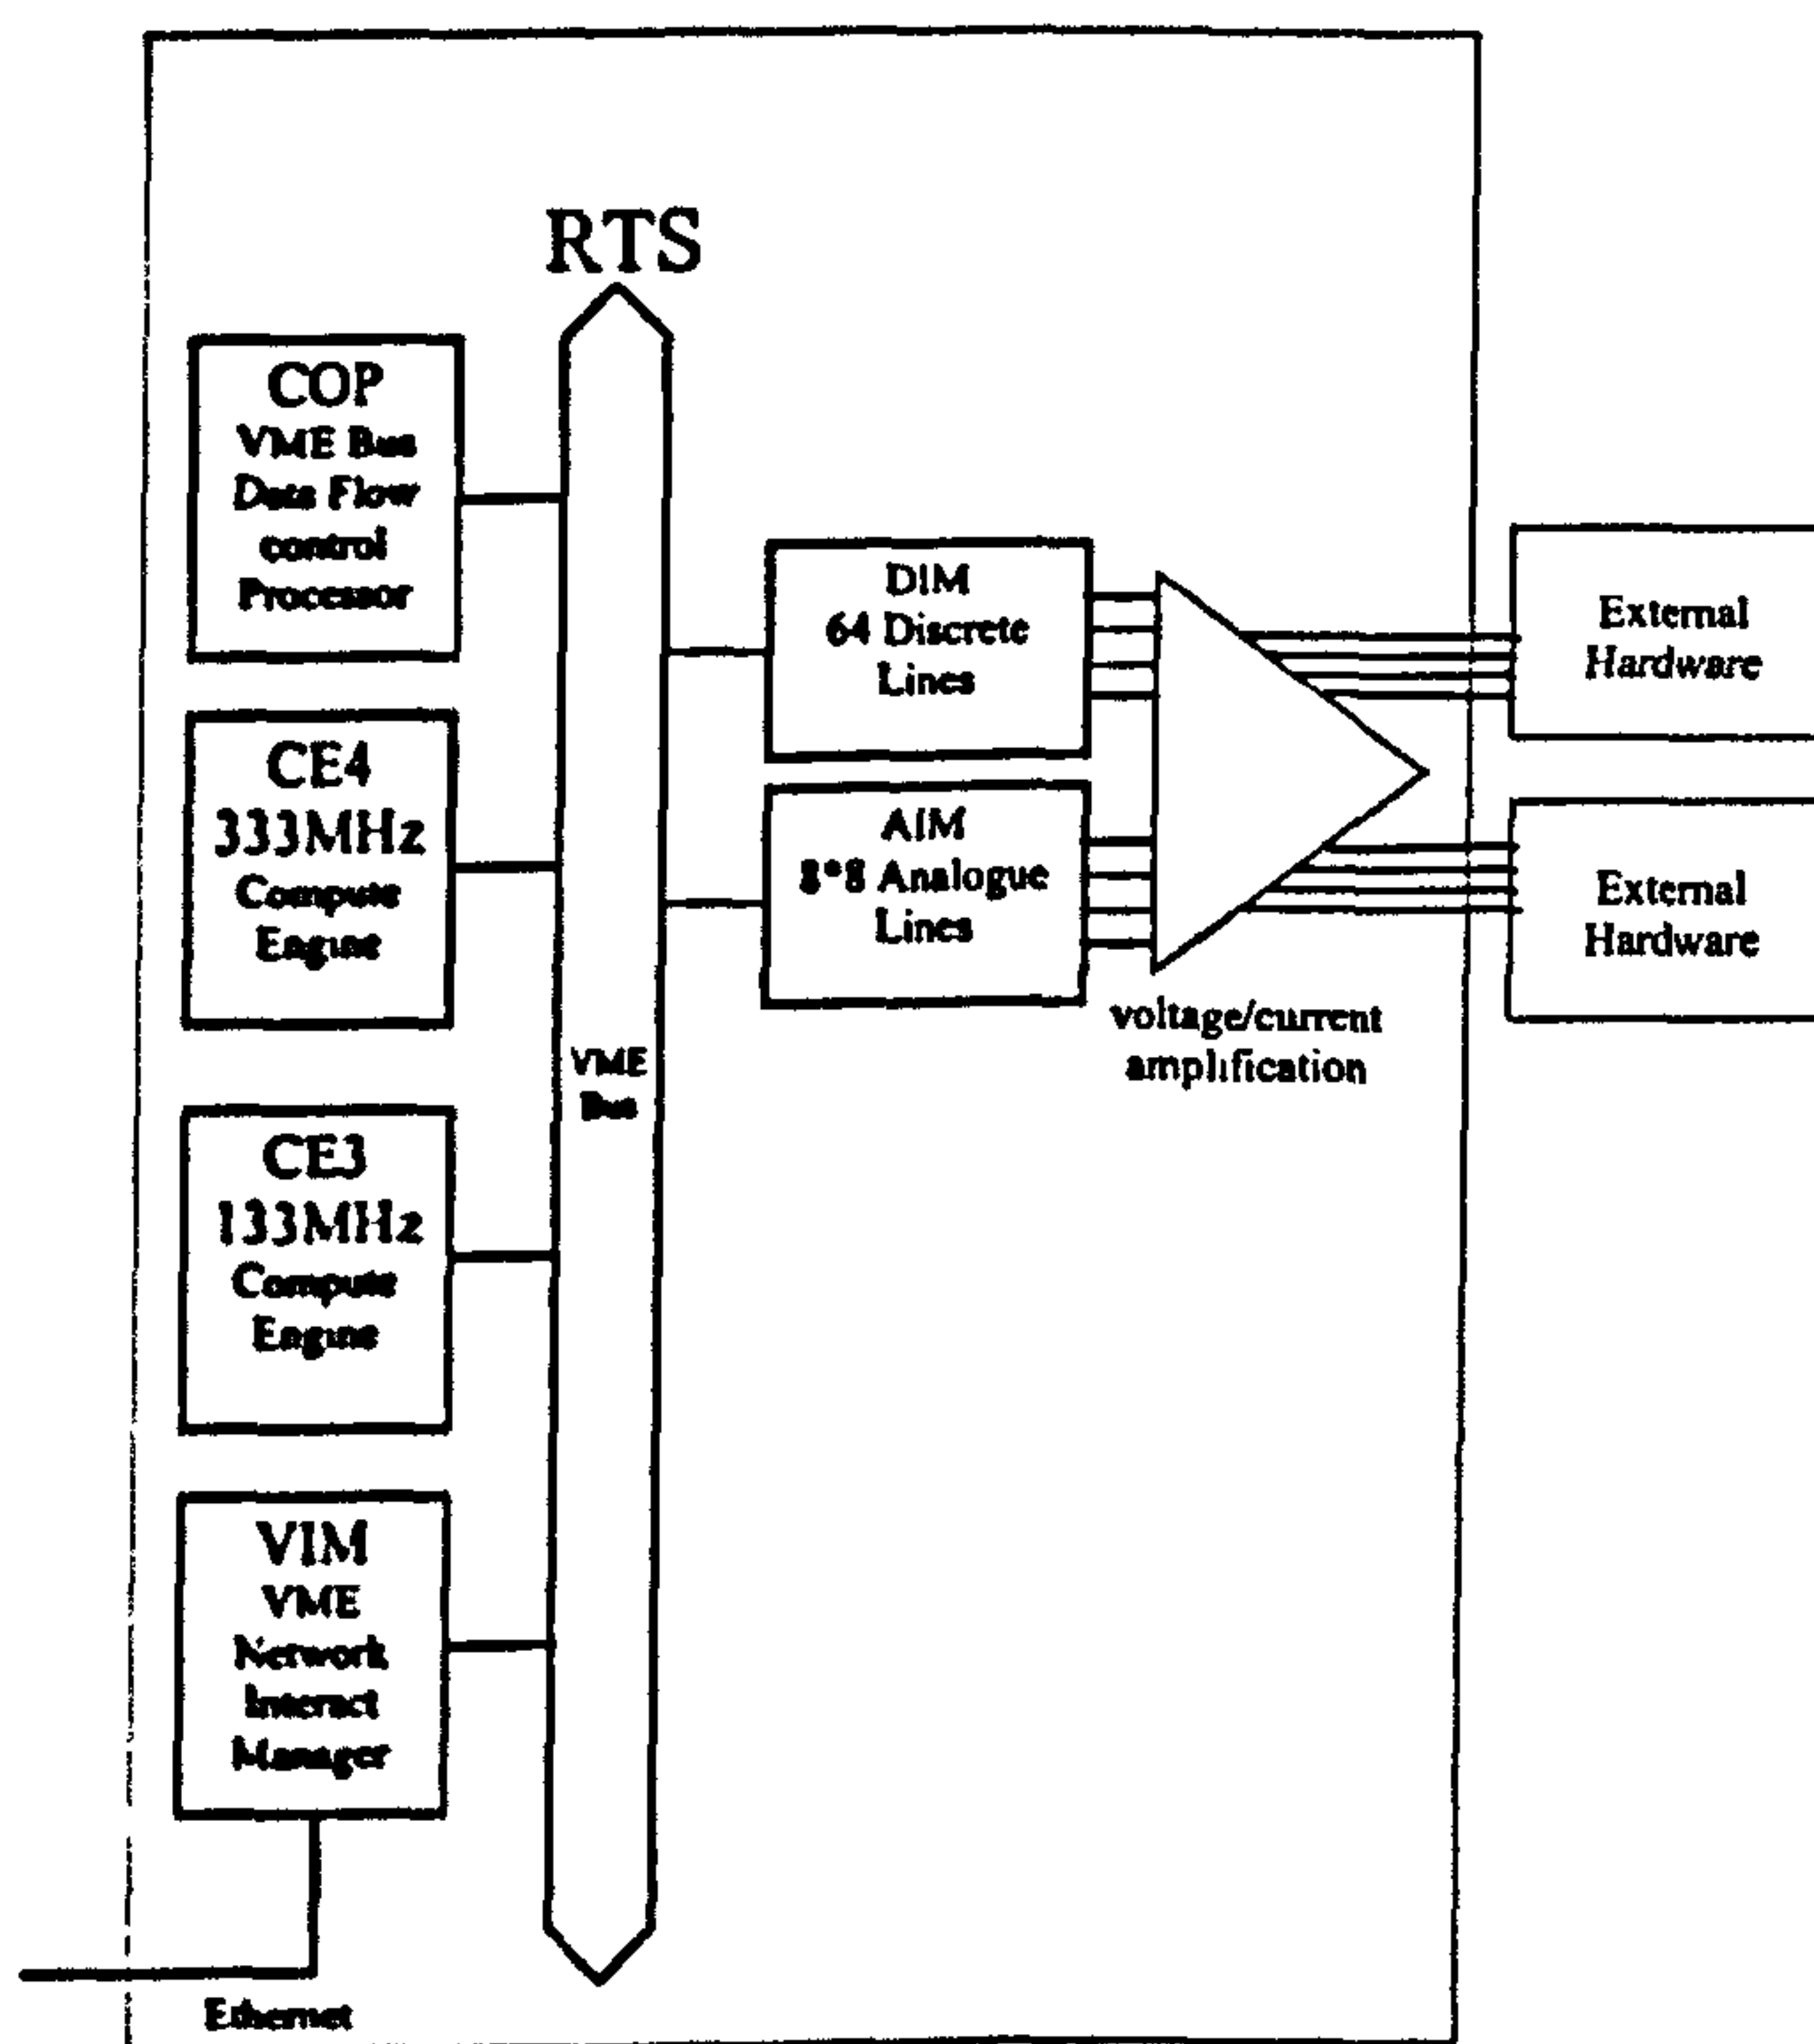 RTS
COP
VME Bus
Data Flow
control
Processor
CE4
333MHz
Compute
Engine
CE3
133MHz
Compute
Engine
VIM
VME
Network
Interact
Manager
Ethernet
VME
Bus
DIM
64 Discrete
Lines
AIM
8*8 Analogue
Lines
voltage/current
amplification
External
Hardware
External
Hardware